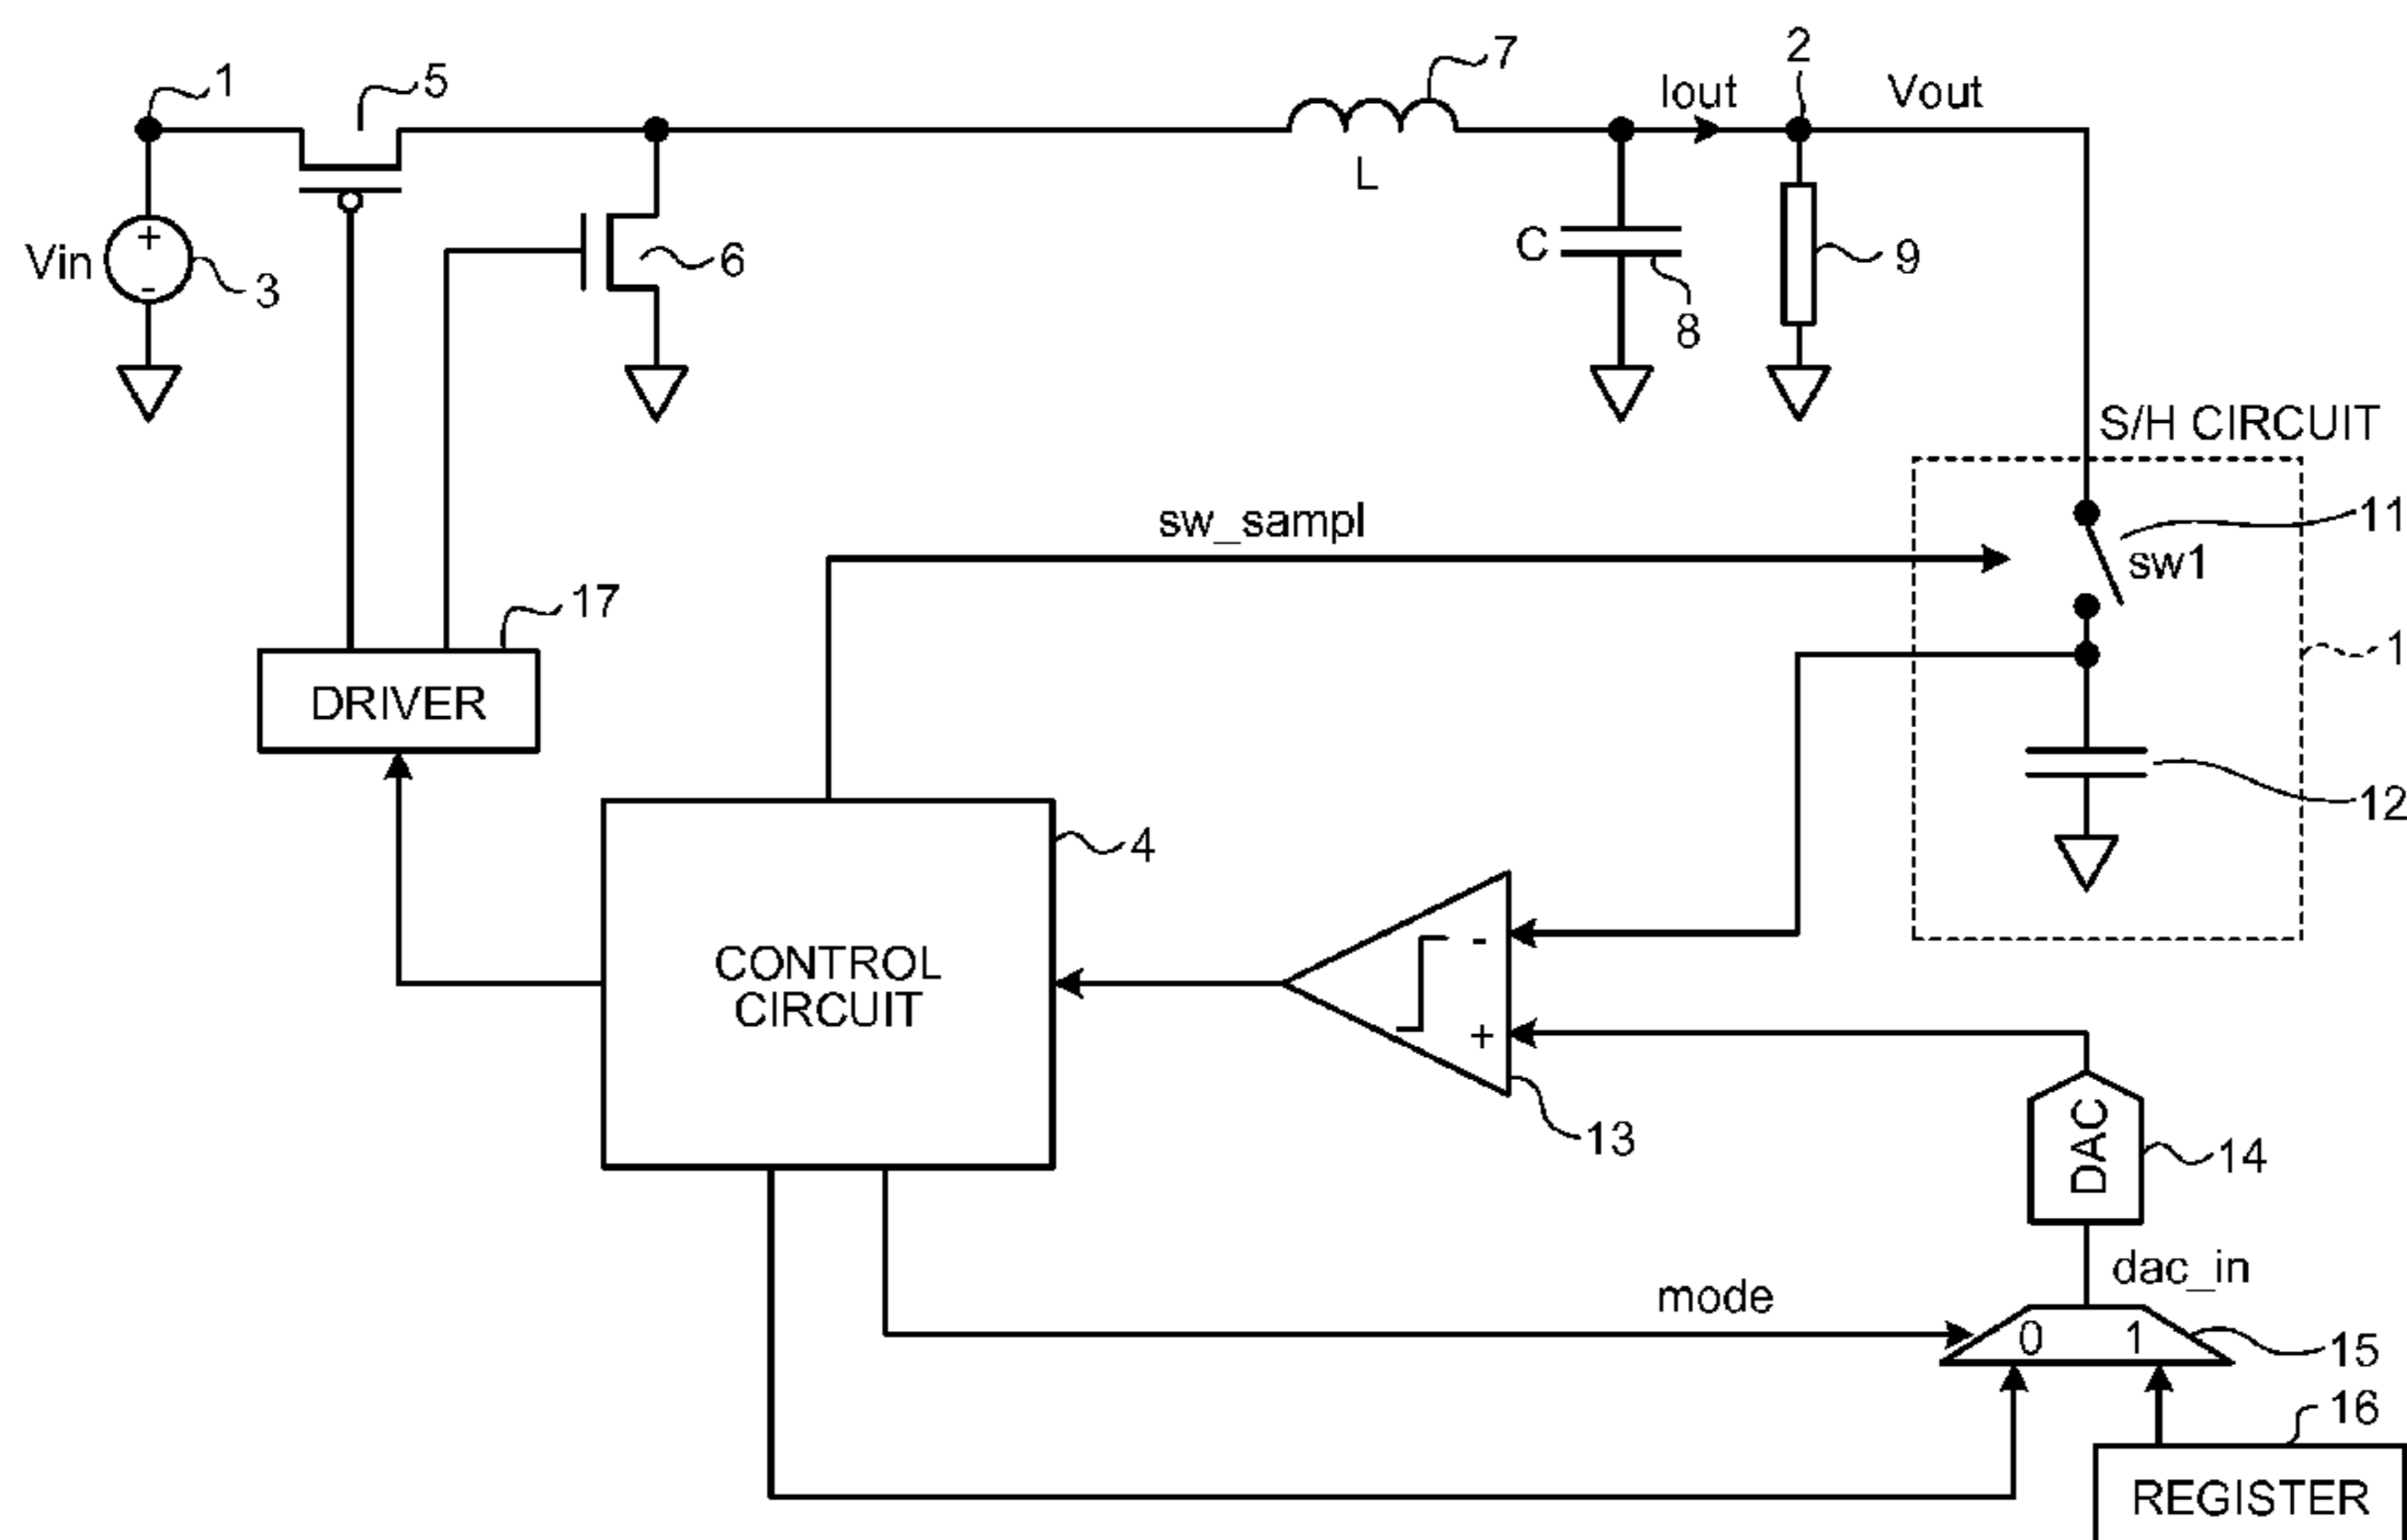 1
5
7
2
Iout
Vout
L
Vin
+
-
3
6
C
8
9
S/H CIRCUIT
sw_sampl
11
sw1
17
1
DRIVER
12
4
CONTROL
CIRCUIT
-
+
13
DAC
14
dac_in
mode
0
1
15
16
REGISTER